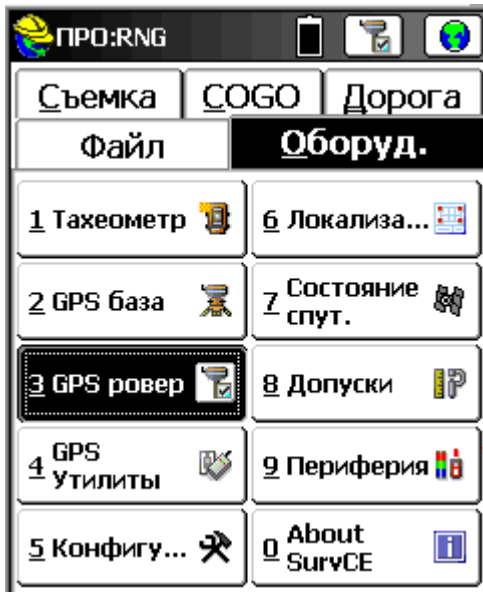 ПРО:RNG
Съемка COGO Дорога
Файл Оборуд.
1 Тахеометр
6 Локализа...
2 GPS база
7 Состояние
спут.
3 GPS ровер
8 Допуски
4 GPS
Утилиты
9 Периферия
5 Конфигу...
0 About
SurvCE